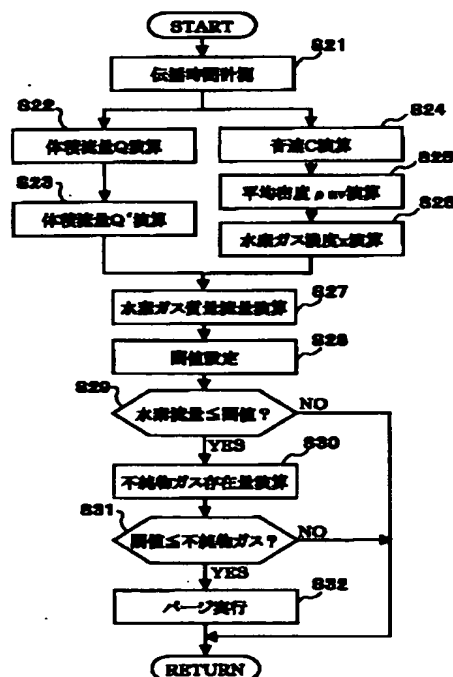 START
S21
伝播時間計測
S22
体積流量Q演算
S23
体積流量Q'演算
S24
音速C演算
S25
平均密度ρav演算
S26
水素ガス濃度x演算
S27
水素ガス質量流量演算
S28
閾値設定
S29
水素流量≦閾値?
NO
YES
S30
不純物ガス存在量演算
S31
閾値≦不純物ガス?
NO
YES
S32
パージ実行
RETURN